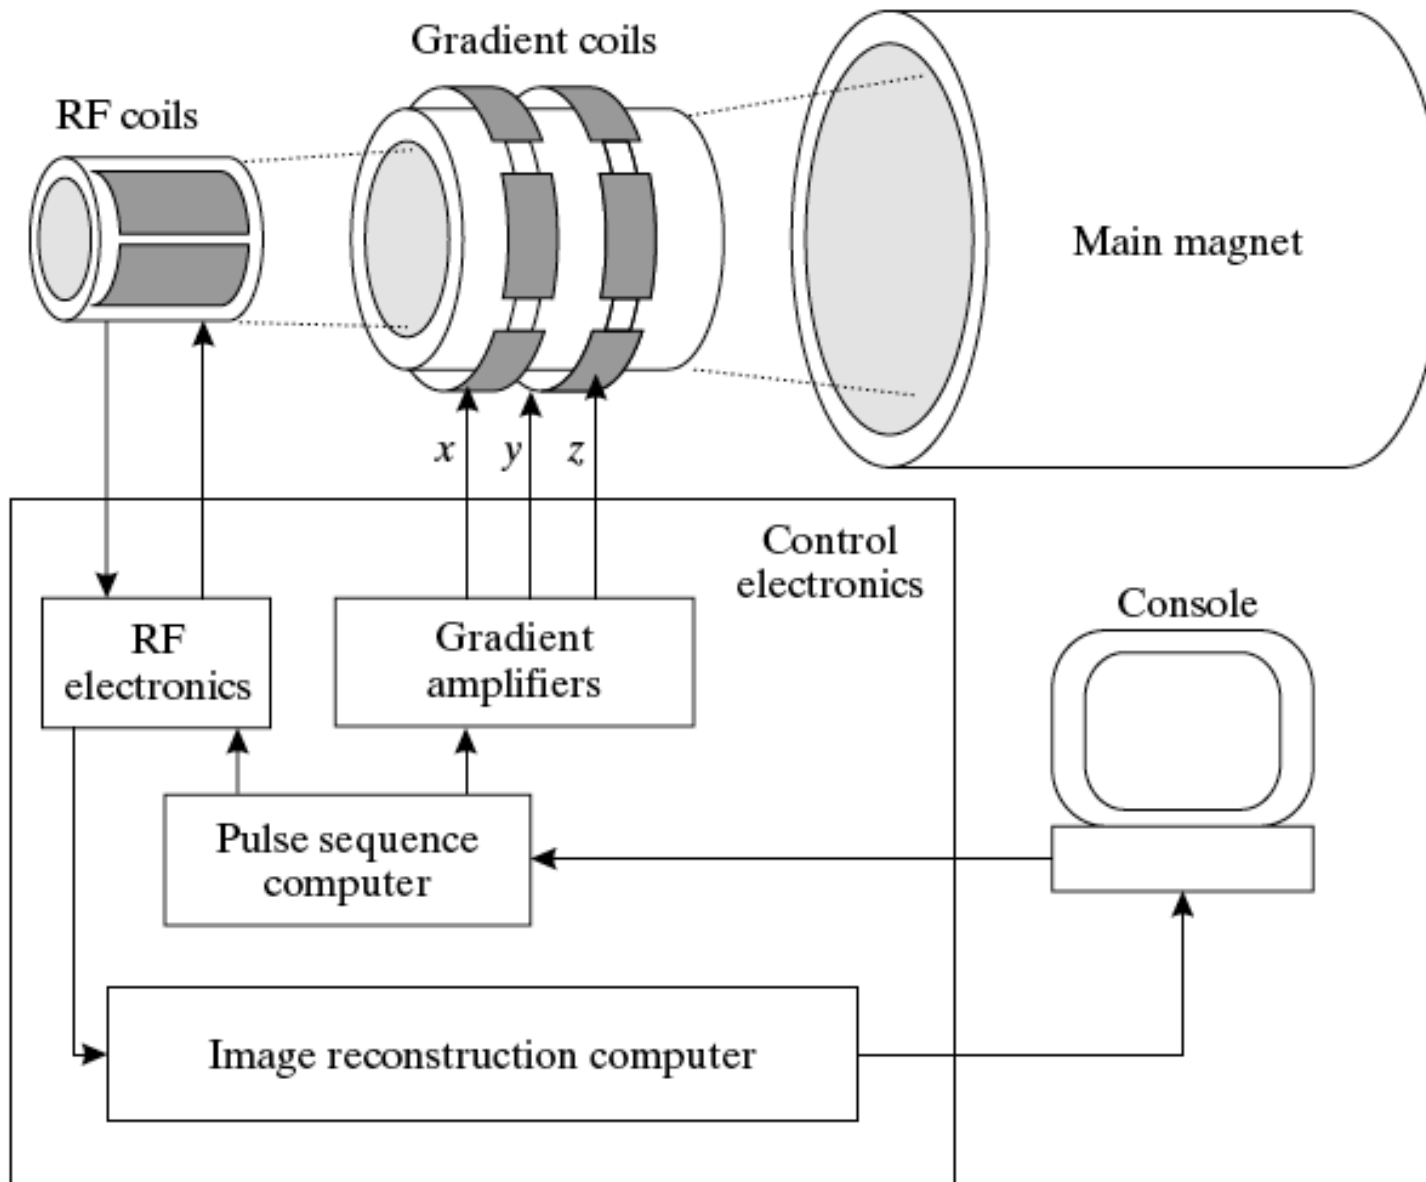 Gradient coils
RF coils
Main magnet
x
y
z
Control
electronics
RF
electronics
Gradient
amplifiers
Console
Pulse sequence
computer
Image reconstruction computer